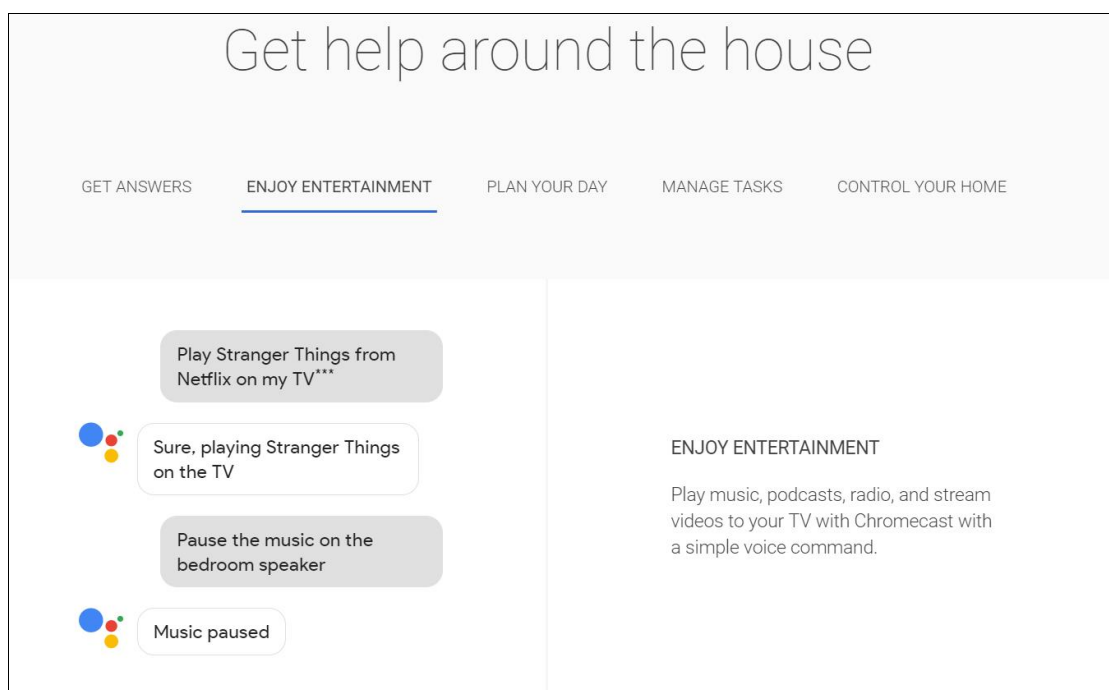 Get help around the house
GET ANSWERS ENJOY ENTERTAINMENT PLAN YOUR DAY MANAGE TASKS CONTROL YOUR HOME
Play Stranger Things from
Netflix on my TV***
Sure, playing Stranger Things
on the TV
Pause the music on the
bedroom speaker
Music paused
ENJOY ENTERTAINMENT
Play music, podcasts, radio, and stream
videos to your TV with Chromecast with
a simple voice command.